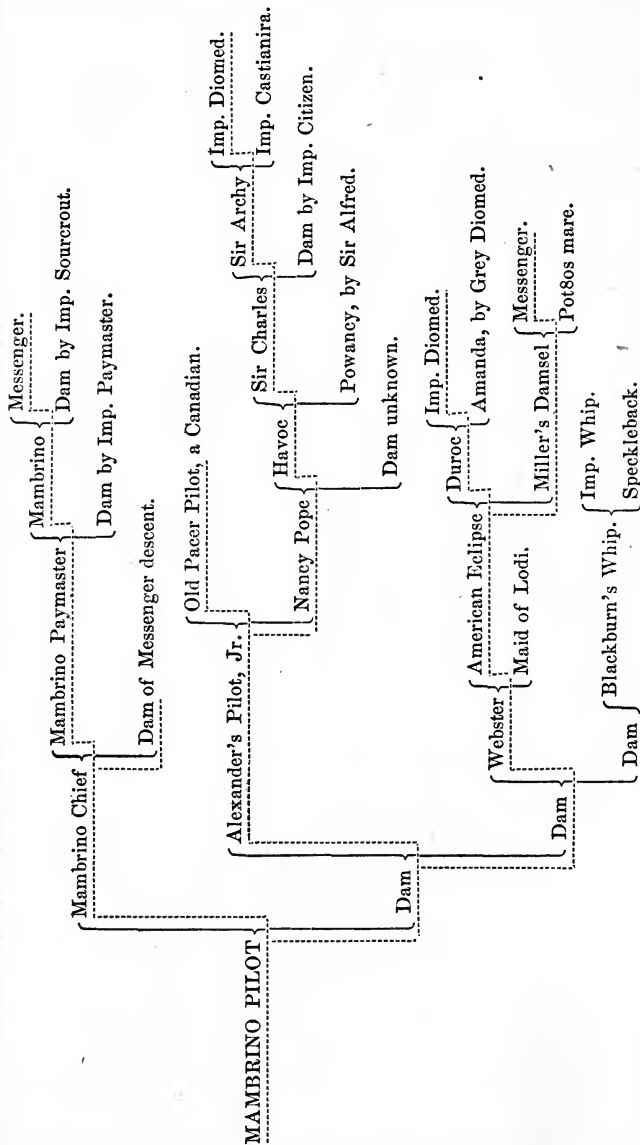 MAMBRINO PILOT
Mambrino Chief
Mambrino Paymaster
Mambrino
Messenger.
Dam by Imp. Sourcrout.
Dam by Imp. Paymaster.
Dam of Messenger descent.
Dam
Alexander's Pilot, Jr.
Old Pacer Pilot, a Canadian.
Nancy Pope
Havoc
Sir Charles
Sir Archy
Imp. Diomed.
Imp. Castianira.
Dam by Imp. Citizen.
Powancy, by Sir Alfred.
Dam unknown.
Dam
Webster
American Eclipse
Duroc
Imp. Diomed.
Amanda, by Grey Diomed.
Miller's Damsel
Messenger.
Pot8os mare.
Maid of Lodi.
Dam
Blackburn's Whip.
Imp. Whip.
Speckleback.